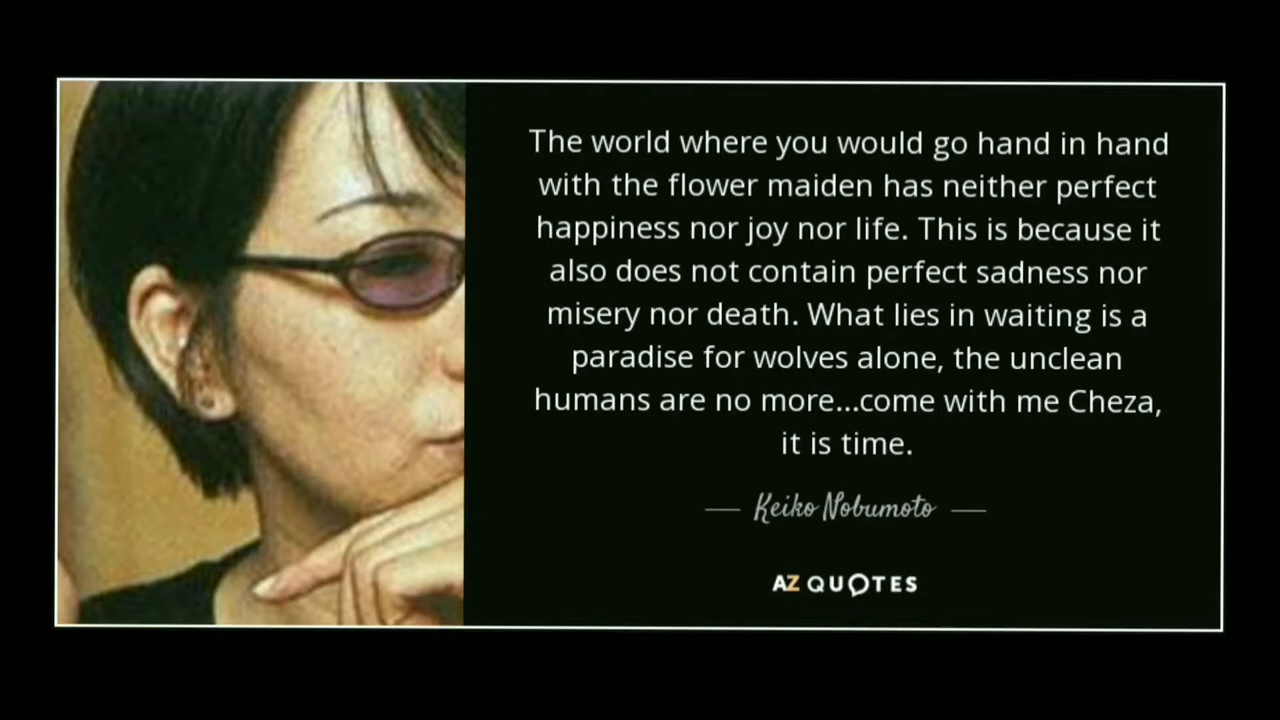 The world where you would go hand in hand
with the flower maiden has neither perfect
happiness nor joy nor life. This is because it
also does not contain perfect sadness nor
misery nor death. What lies in waiting is a
paradise for wolves alone, the unclean
humans are no more...come with me Cheza,
it is time.
— Keiko Nobumoto —
AZ QUOTES